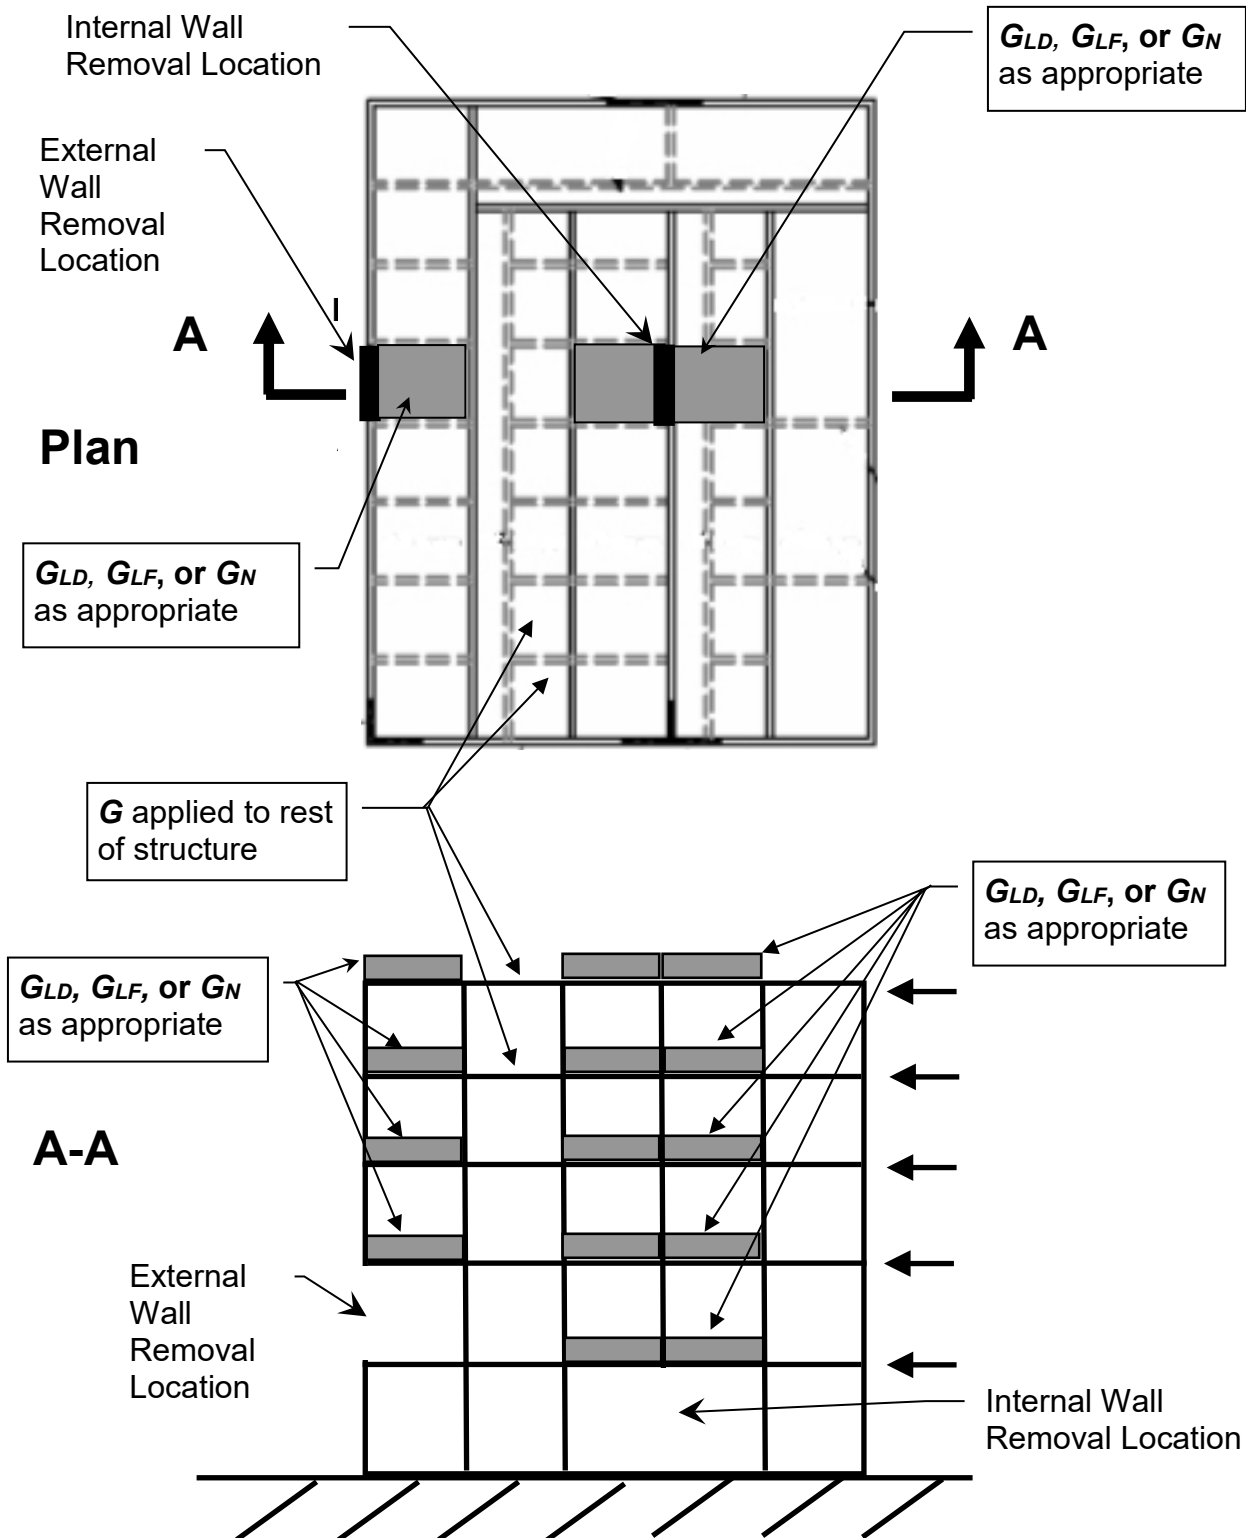 Internal Wall
Removal Location
GLD, GLF, or GN
as appropriate
External
Wall
Removal
Location
A
A
Plan
GLD, GLF, or GN
as appropriate
G applied to rest
of structure
GLD, GLF, or GN
as appropriate
GLD, GLF, or GN
as appropriate
A-A
External
Wall
Removal
Location
Internal Wall
Removal Location